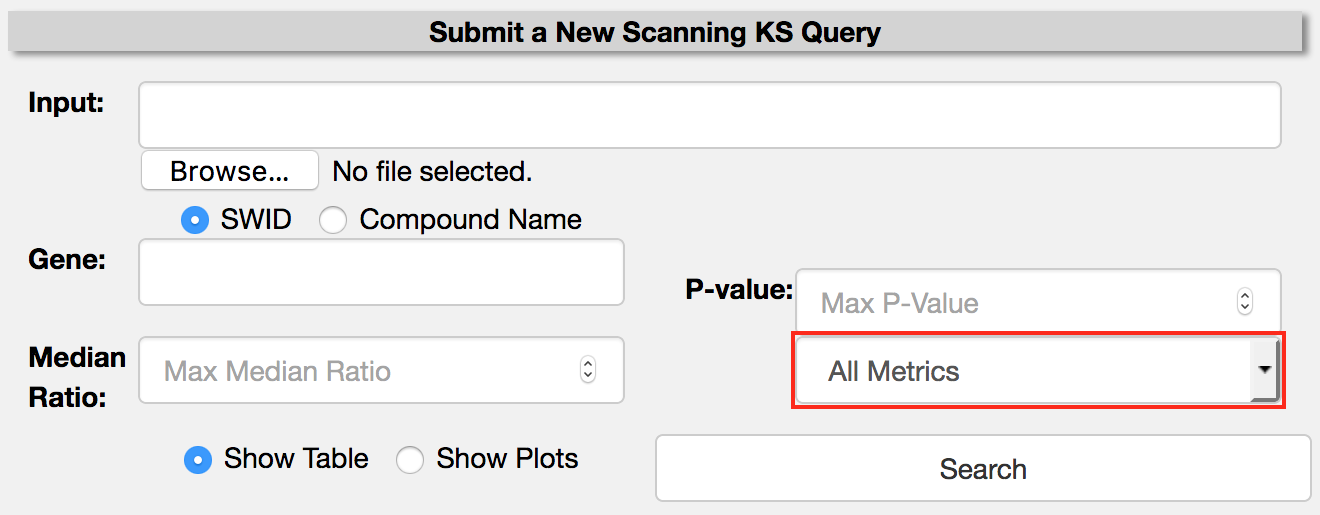 Submit a New Scanning KS Query
Input:
Browse... No file selected.
SWID Compound Name
Gene:
P-value: Max P-Value
Median Ratio: Max Median Ratio
All Metrics
Show Table Show Plots
Search